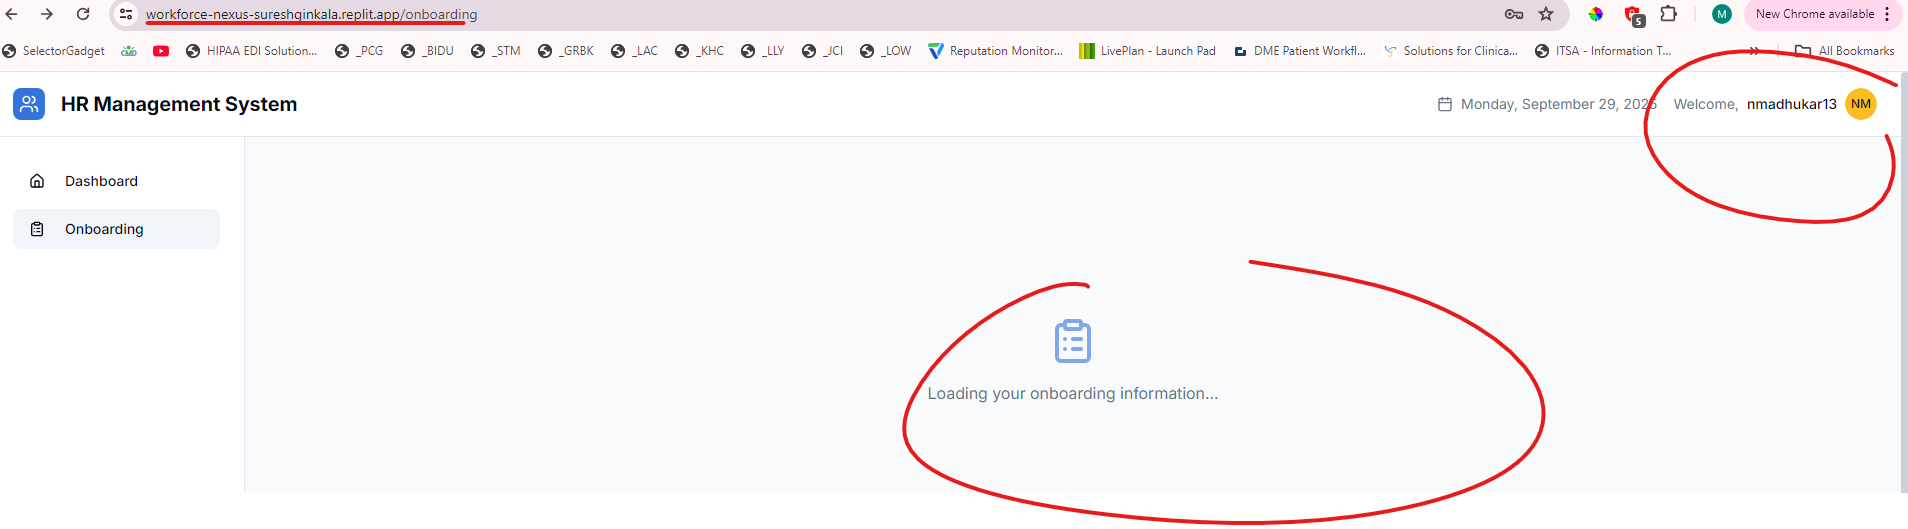 workforce-nexus-sureshginkala.replit.app/onboarding
5
M
New Chrome available
SelectorGadget
HIPAA EDI Solution...
_PCG
_BIDU
_STM
_GRBK
_LAC
_KHC
_LLY
_JCI
_LOW
Reputation Monitor...
LivePlan - Launch Pad
DME Patient Workfl...
Solutions for Clinica...
ITSA - Information T...
»
All Bookmarks
HR Management System
Monday, September 29, 2025
Welcome, nmadhukar13
NM
Dashboard
Onboarding
Loading your onboarding information...